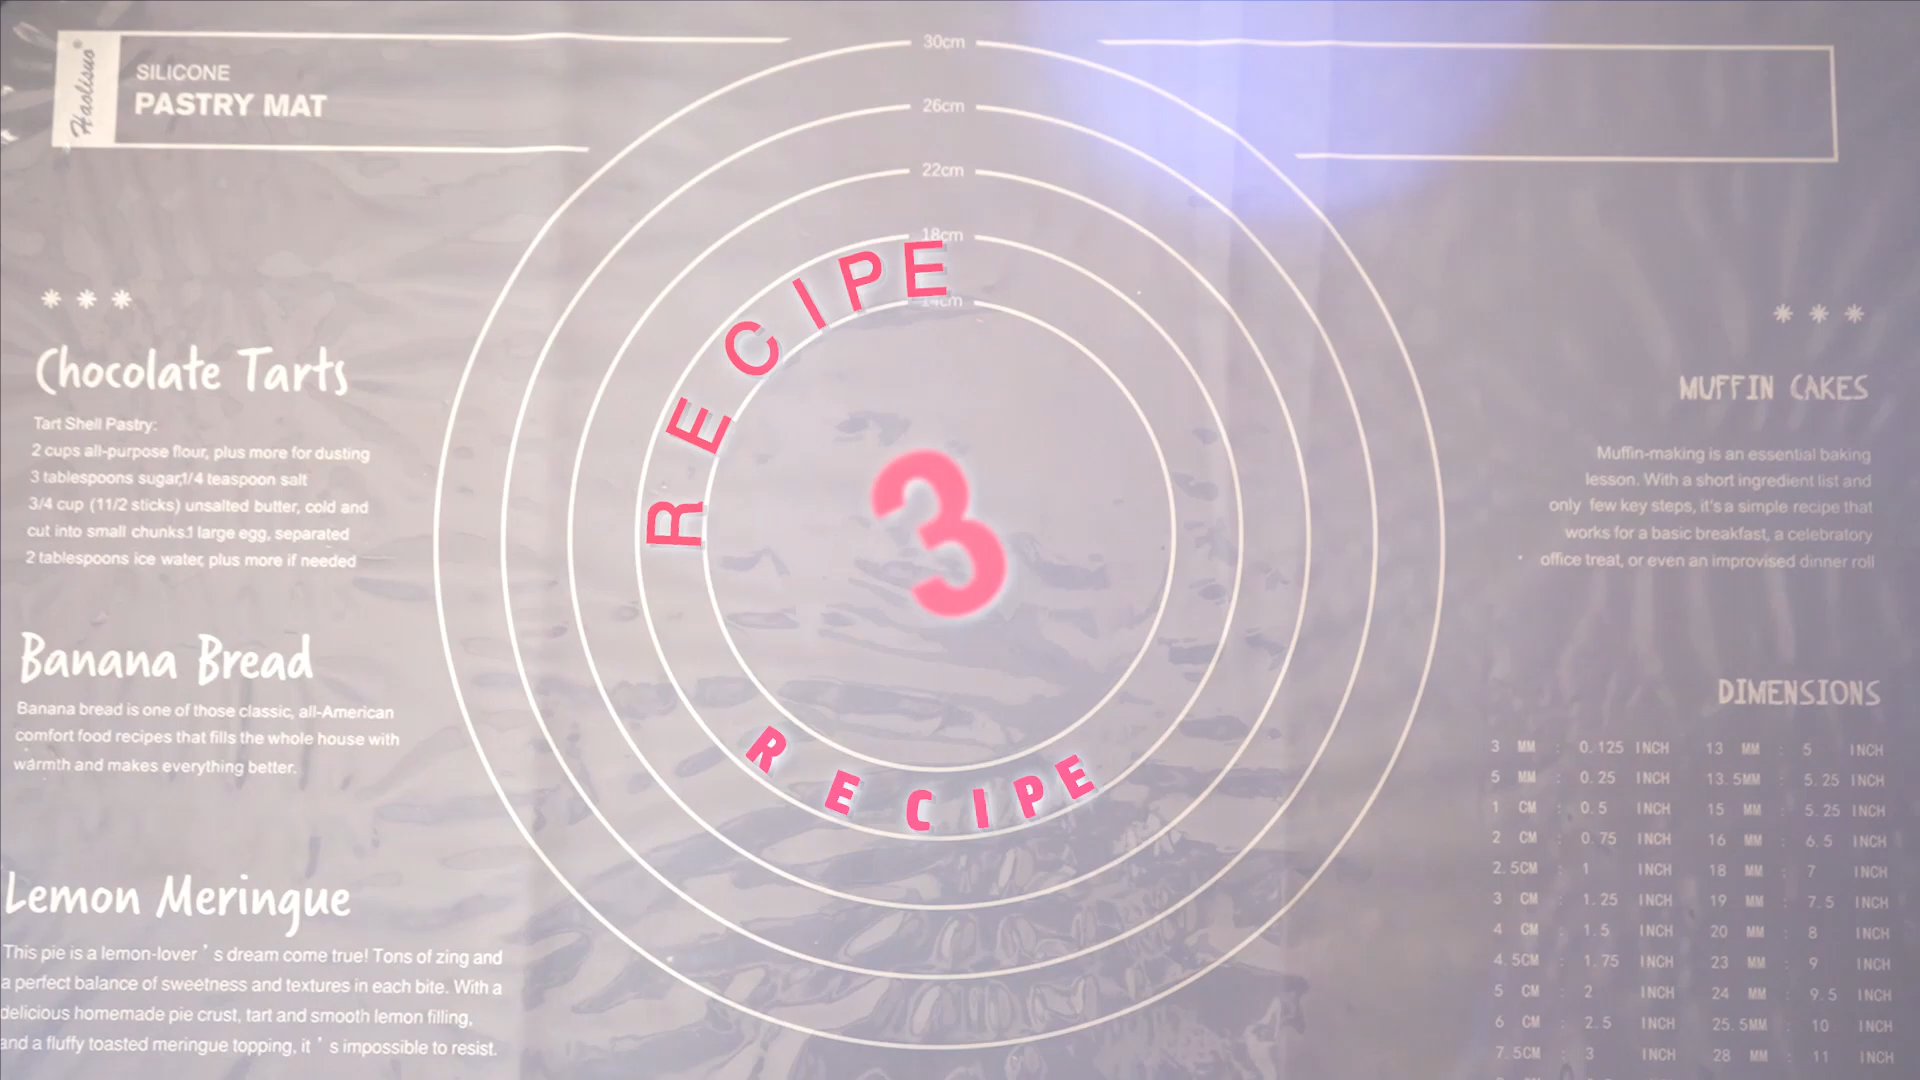 Haolisuo®
SILICONE
PASTRY MAT
30cm
26cm
22cm
18cm
14cm
RECIPE
3
RECIPE
***
Chocolate Tarts
Tart Shell Pastry:
2 cups all-purpose flour, plus more for dusting
3 tablespoons sugar,1/4 teaspoon salt
3/4 cup (11/2 sticks) unsalted butter, cold and
cut into small chunks.1 large egg, separated
2 tablespoons ice water, plus more if needed
Banana Bread
Banana bread is one of those classic, all-American
comfort food recipes that fills the whole house with
warmth and makes everything better.
Lemon Meringue
This pie is a lemon-lover ’ s dream come true! Tons of zing and
a perfect balance of sweetness and textures in each bite. With a
delicious homemade pie crust, tart and smooth lemon filling,
and a fluffy toasted meringue topping, it ’ s impossible to resist.
***
MUFFIN CAKES
Muffin-making is an essential baking
lesson. With a short ingredient list and
only few key steps, it's a simple recipe that
works for a basic breakfast, a celebratory
office treat, or even an improvised dinner roll
DIMENSIONS
3 MM : 0.125 INCH 13 MM : 5 INCH
5 MM : 0.25 INCH 13.5MM : 5.25 INCH
1 CM : 0.5 INCH 15 MM : 5.25 INCH
2 CM : 0.75 INCH 16 MM : 6.5 INCH
2.5CM : 1 INCH 18 MM : 7 INCH
3 CM : 1.25 INCH 19 MM : 7.5 INCH
4 CM : 1.5 INCH 20 MM : 8 INCH
4.5CM : 1.75 INCH 23 MM : 9 INCH
5 CM : 2 INCH 24 MM : 9.5 INCH
6 CM : 2.5 INCH 25.5MM : 10 INCH
7.5CM : 3 INCH 28 MM : 11 INCH